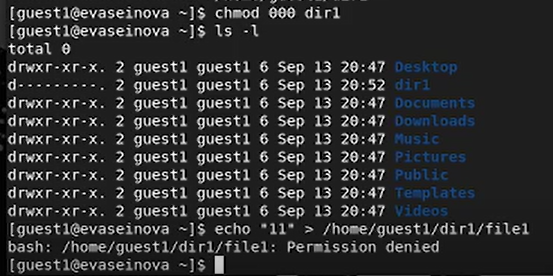 [guest1@evaseinova ~]$ chmod 000 dir1
[guest1@evaseinova ~]$ ls -l
total 0
drwxr-xr-x. 2 guest1 guest1 6 Sep 13 20:47 Desktop
d---------. 2 guest1 guest1 6 Sep 13 20:52 dir1
drwxr-xr-x. 2 guest1 guest1 6 Sep 13 20:47 Documents
drwxr-xr-x. 2 guest1 guest1 6 Sep 13 20:47 Downloads
drwxr-xr-x. 2 guest1 guest1 6 Sep 13 20:47 Music
drwxr-xr-x. 2 guest1 guest1 6 Sep 13 20:47 Pictures
drwxr-xr-x. 2 guest1 guest1 6 Sep 13 20:47 Public
drwxr-xr-x. 2 guest1 guest1 6 Sep 13 20:47 Templates
drwxr-xr-x. 2 guest1 guest1 6 Sep 13 20:47 Videos
[guest1@evaseinova ~]$ echo "11" > /home/guest1/dir1/file1
bash: /home/guest1/dir1/file1: Permission denied
[guest1@evaseinova ~]$